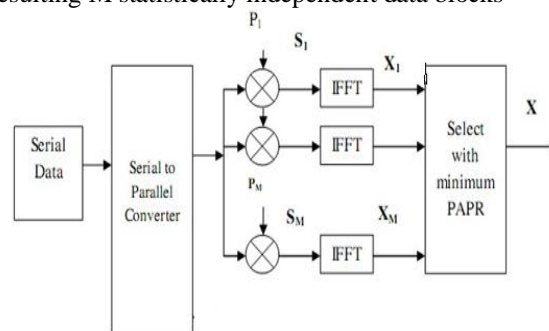 esulting M statistically independent data blocks
P1
S1
X1
IFFT
Serial
Data
Serial to
Parallel
Converter
IFFT
PM
SM
XM
IFFT
Select
with
minimum
PAPR
X